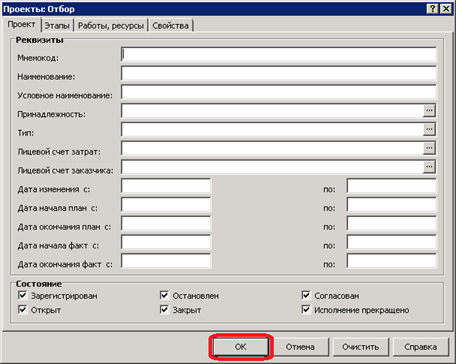 Проекты: Отбор
Проект Этапы Работы, ресурсы Свойства
Реквизиты
Мнемокод:
Наименование:
Условное наименование:
Принадлежность: ...
Тип: ...
Лицевой счет затрат: ...
Лицевой счет заказчика: ...
Дата изменения с: по:
Дата начала план с: по:
Дата окончания план с: по:
Дата начала факт с: по:
Дата окончания факт с: по:
Состояние
Зарегистрирован Остановлен Согласован
Открыт Закрыт Исполнение прекращено
OK Отмена Очистить Справка